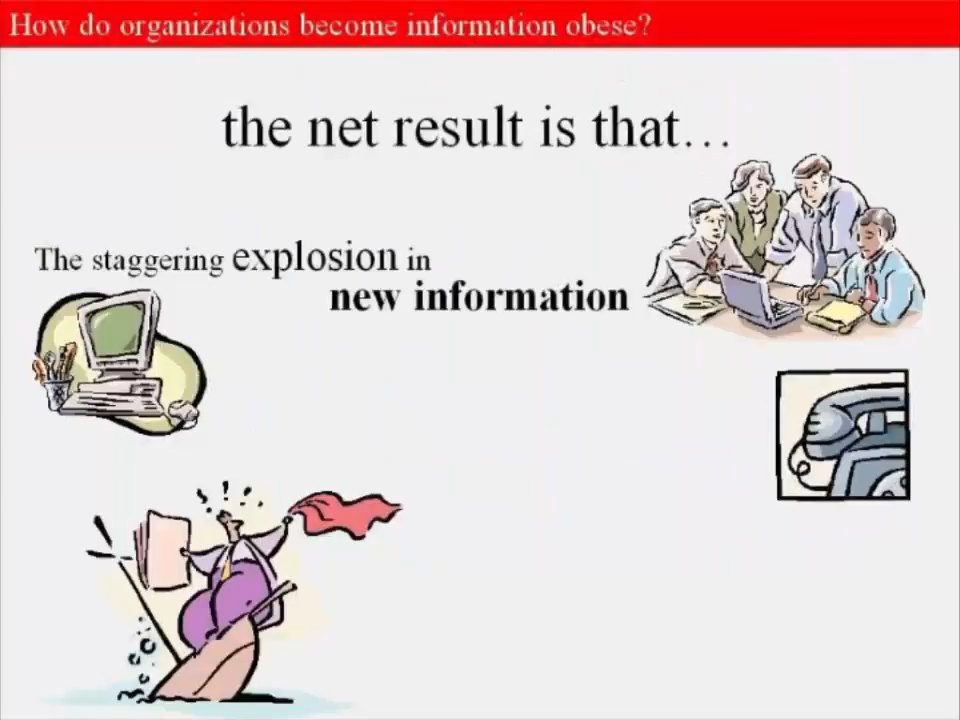 How do organizations become information obese?
the net result is that…
The staggering explosion in
new information